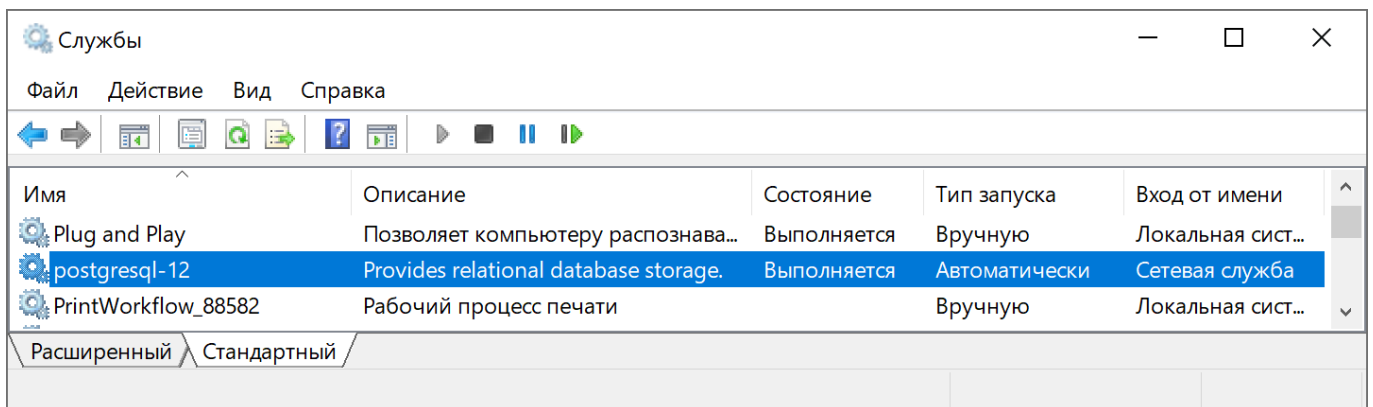 Службы
Файл Действие Вид Справка
Имя Описание Состояние Тип запуска Вход от имени
Plug and Play Позволяет компьютеру распознава... Выполняется Вручную Локальная сист...
postgresql-12 Provides relational database storage. Выполняется Автоматически Сетевая служба
PrintWorkflow_88582 Рабочий процесс печати Вручную Локальная сист...
Расширенный Стандартный